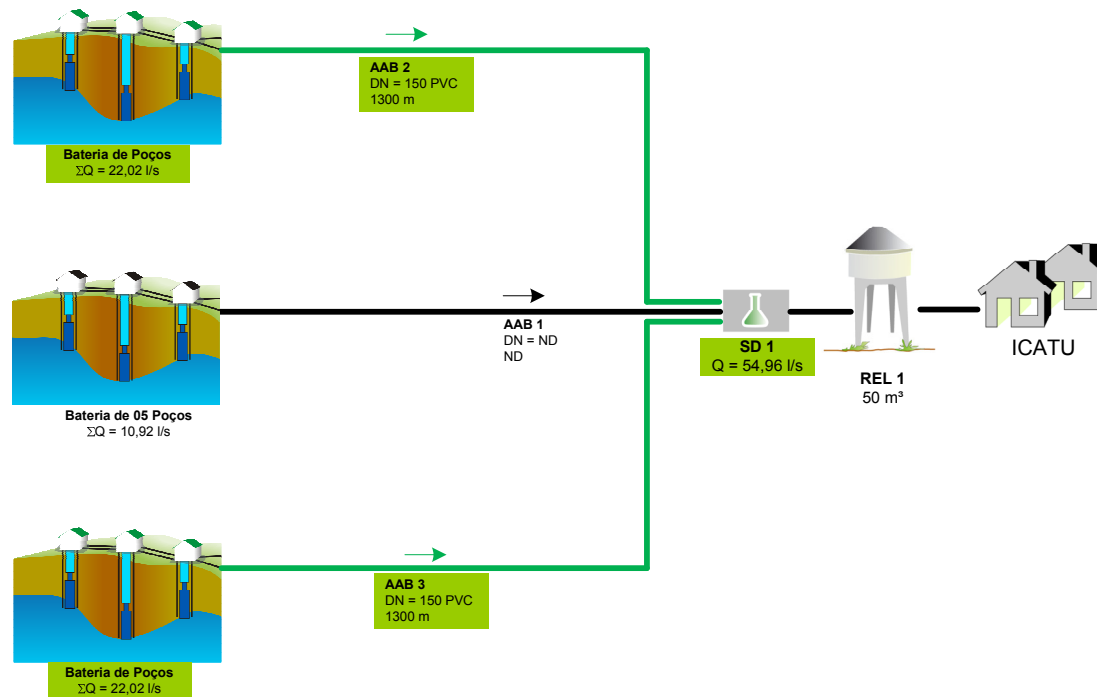 AAB 2
DN = 150 PVC
1300 m
Bateria de Poços
ΣQ = 22,02 l/s
AAB 1
DN = ND
ND
Bateria de 05 Poços
ΣQ = 10,92 l/s
SD 1
Q = 54,96 l/s
REL 1
50 m³
ICATU
AAB 3
DN = 150 PVC
1300 m
Bateria de Poços
ΣQ = 22,02 l/s